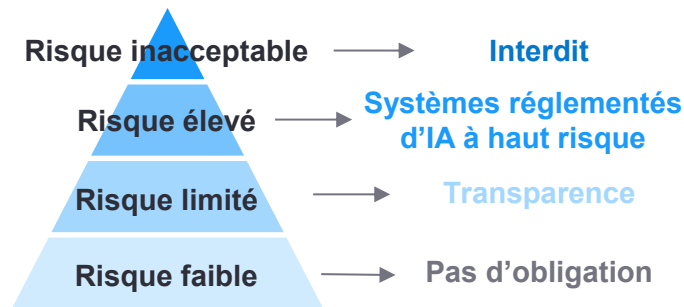 Risque inacceptable
Interdit
Risque élevé
Systèmes réglementés
d’IA à haut risque
Risque limité
Transparence
Risque faible
Pas d’obligation